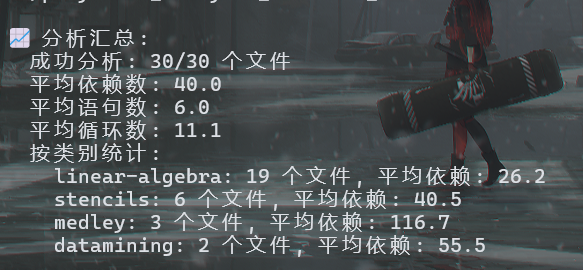 📈 分析汇总:
成功分析: 30/30 个文件
平均依赖数: 40.0
平均语句数: 6.0
平均循环数: 11.1
按类别统计:
linear-algebra: 19 个文件, 平均依赖: 26.2
stencils: 6 个文件, 平均依赖: 40.5
medley: 3 个文件, 平均依赖: 116.7
datamining: 2 个文件, 平均依赖: 55.5